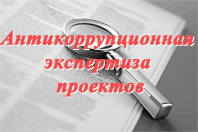 Антикоррупционная
экспертиза
проектов